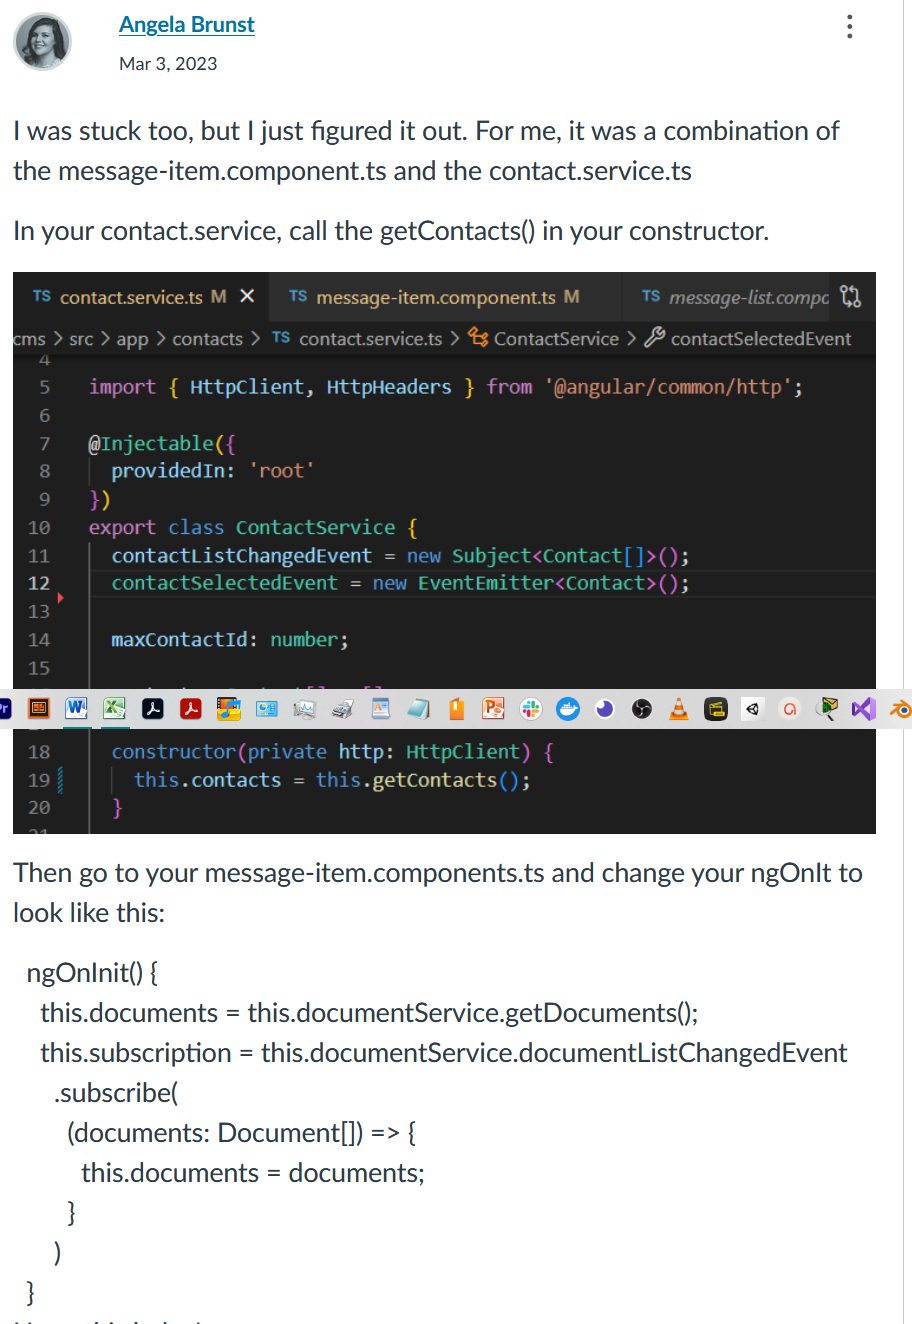 Angela Brunst
Mar 3, 2023
I was stuck too, but I just figured it out. For me, it was a combination of
the message-item.component.ts and the contact.service.ts
In your contact.service, call the getContacts() in your constructor.
TS contact.service.ts M X TS message-item.component.ts M TS message-list.compo
cms > src > app > contacts > TS contact.service.ts > ContactService > contactSelectedEvent
4
5 import { HttpClient, HttpHeaders } from '@angular/common/http';
6
7 @Injectable({
8 providedIn: 'root'
9 })
10 export class ContactService {
11 contactListChangedEvent = new Subject<Contact[]>();
12 contactSelectedEvent = new EventEmitter<Contact>();
13
14 maxContactId: number;
15
18 constructor(private http: HttpClient) {
19 this.contacts = this.getContacts();
20 }
21
Then go to your message-item.components.ts and change your ngOnIt to
look like this:
ngOnInit() {
this.documents = this.documentService.getDocuments();
this.subscription = this.documentService.documentListChangedEvent
.subscribe(
(documents: Document[]) => {
this.documents = documents;
}
)
}